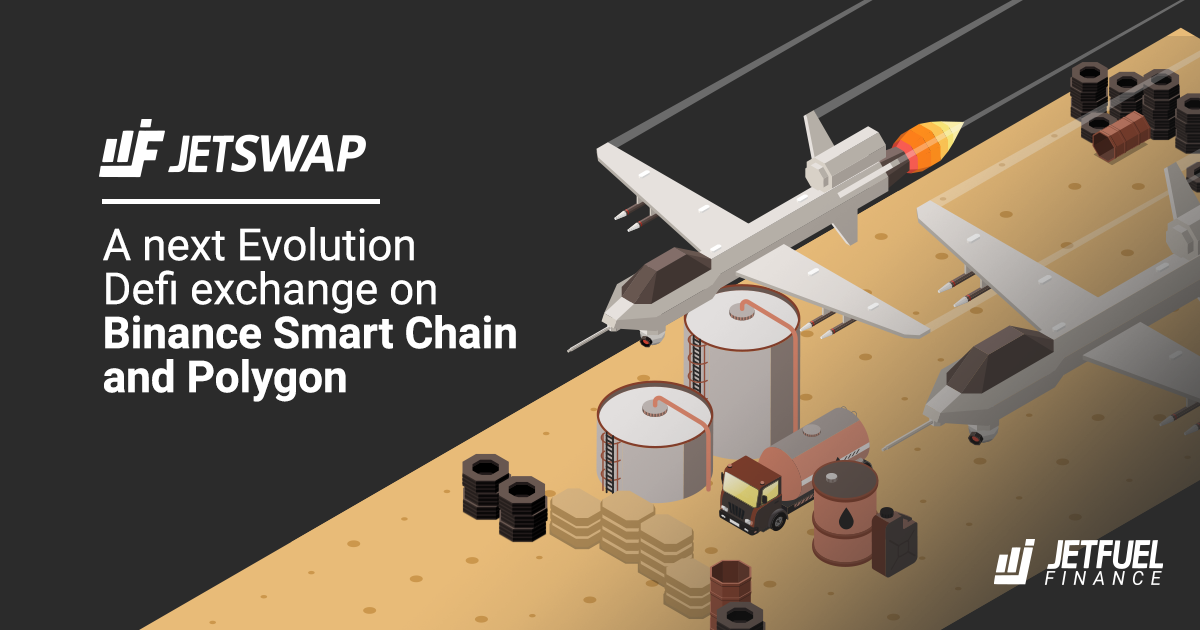 JETSWAP
A next Evolution
Defi exchange on
Binance Smart Chain
and Polygon
JETFUEL
FINANCE